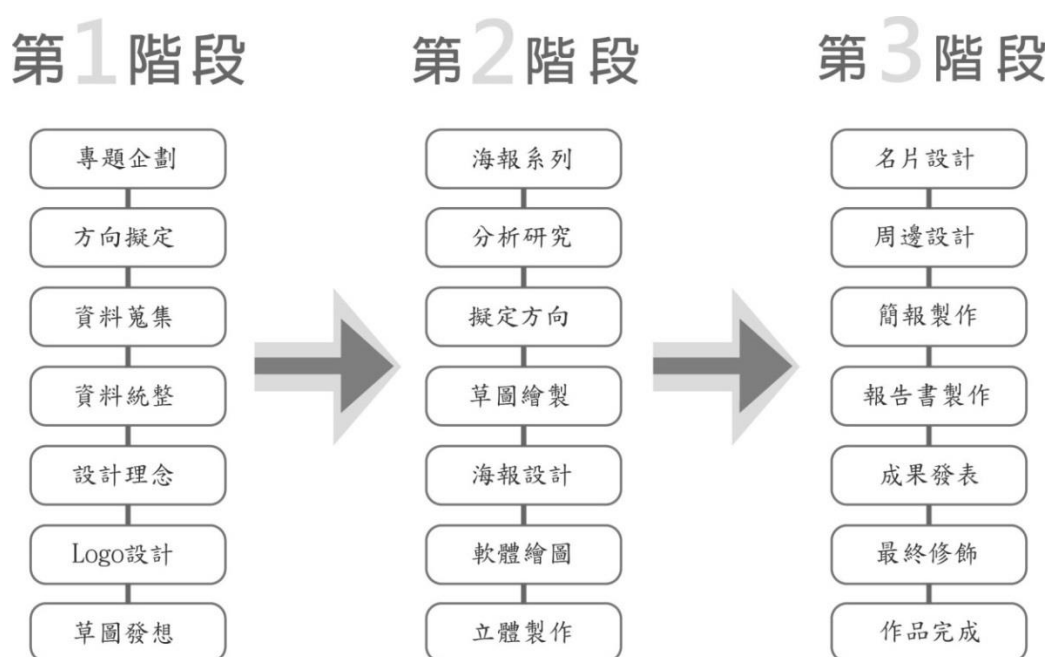 第1階段
專題企劃
方向擬定
資料蒐集
資料統整
設計理念
Logo設計
草圖發想
第2階段
海報系列
分析研究
擬定方向
草圖繪製
海報設計
軟體繪圖
立體製作
第3階段
名片設計
周邊設計
簡報製作
報告書製作
成果發表
最終修飾
作品完成